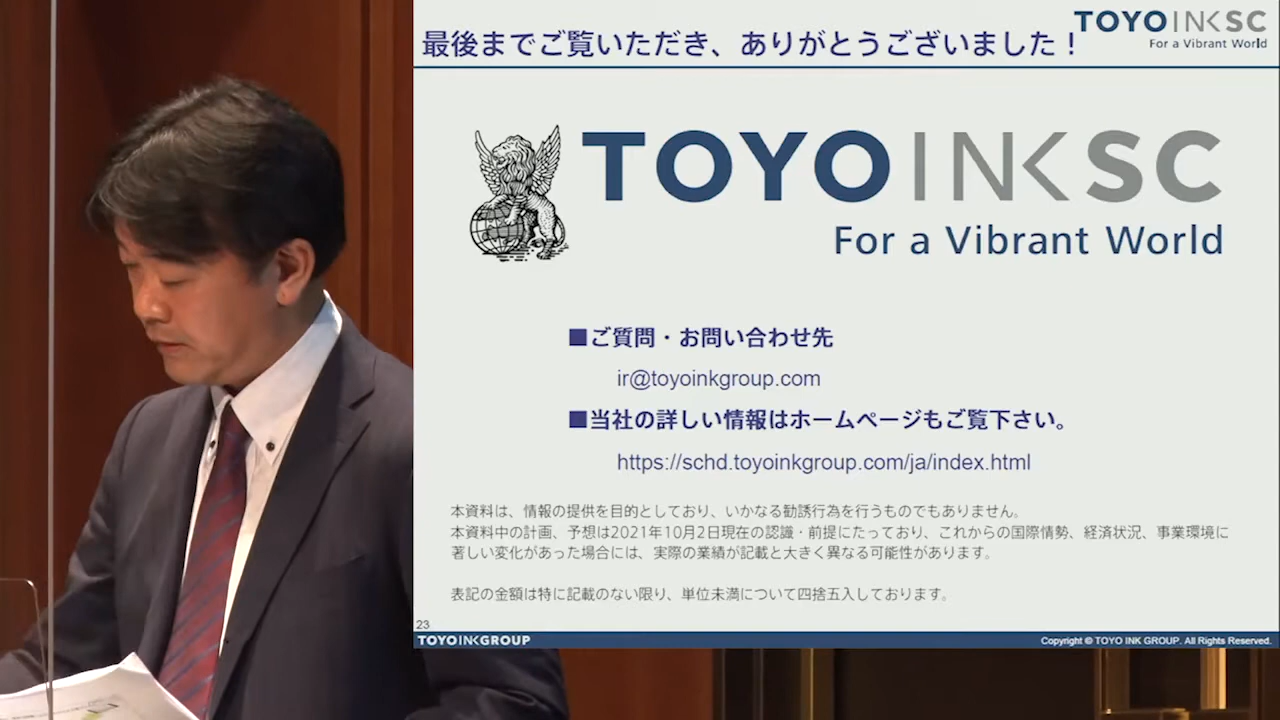 最後までご覧いただき、ありがとうございました！
TOYOINKSC
For a Vibrant World
TOYOINKSC
For a Vibrant World
■ご質問・お問い合わせ先
ir@toyoinkgroup.com
■当社の詳しい情報はホームページもご覧下さい。
https://schd.toyoinkgroup.com/ja/index.html
本資料は、情報の提供を目的としており、いかなる勧誘行為を行うものでもありません。
本資料中の計画、予想は2021年10月2日現在の認識・前提にたっており、これからの国際情勢、経済状況、事業環境に
著しい変化があった場合には、実際の業績が記載と大きく異なる可能性があります。
表記の金額は特に記載のない限り、単位未満について四捨五入しております。
23
TOYOINKGROUP
Copyright © TOYO INK GROUP. All Rights Reserved.